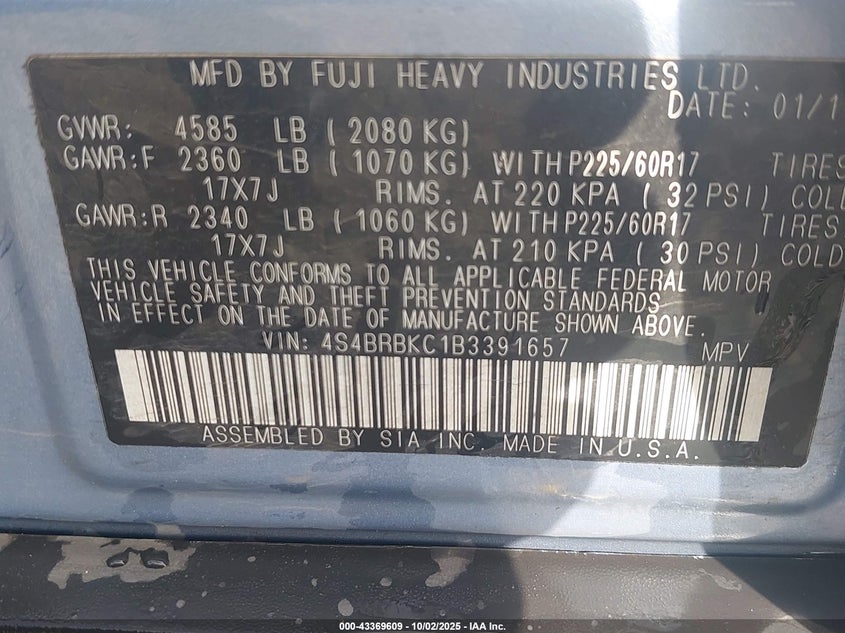 MFD BY FUJI HEAVY INDUSTRIES LTD.
DATE: 01/1
GVWR: 4585 LB ( 2080 KG)
GAWR:F 2360 LB ( 1070 KG) WITH P225/60R17 TIRES
17X7J RIMS. AT 220 KPA ( 32 PSI) COLD
GAWR:R 2340 LB ( 1060 KG) WITH P225/60R17 TIRES
17X7J RIMS. AT 210 KPA ( 30 PSI) COLD
THIS VEHICLE CONFORMS TO ALL APPLICABLE FEDERAL MOTOR
VEHICLE SAFETY AND THEFT PREVENTION STANDARDS
IN EFFECT ON THE DATE OF MANUFACTURE SHOWN ABOVE.
VIN: 4S4BRBKC1B3391657 MPV
ASSEMBLED BY SIA INC. MADE IN U.S.A.
000-43369609 - 10/02/2025 - IAA Inc.